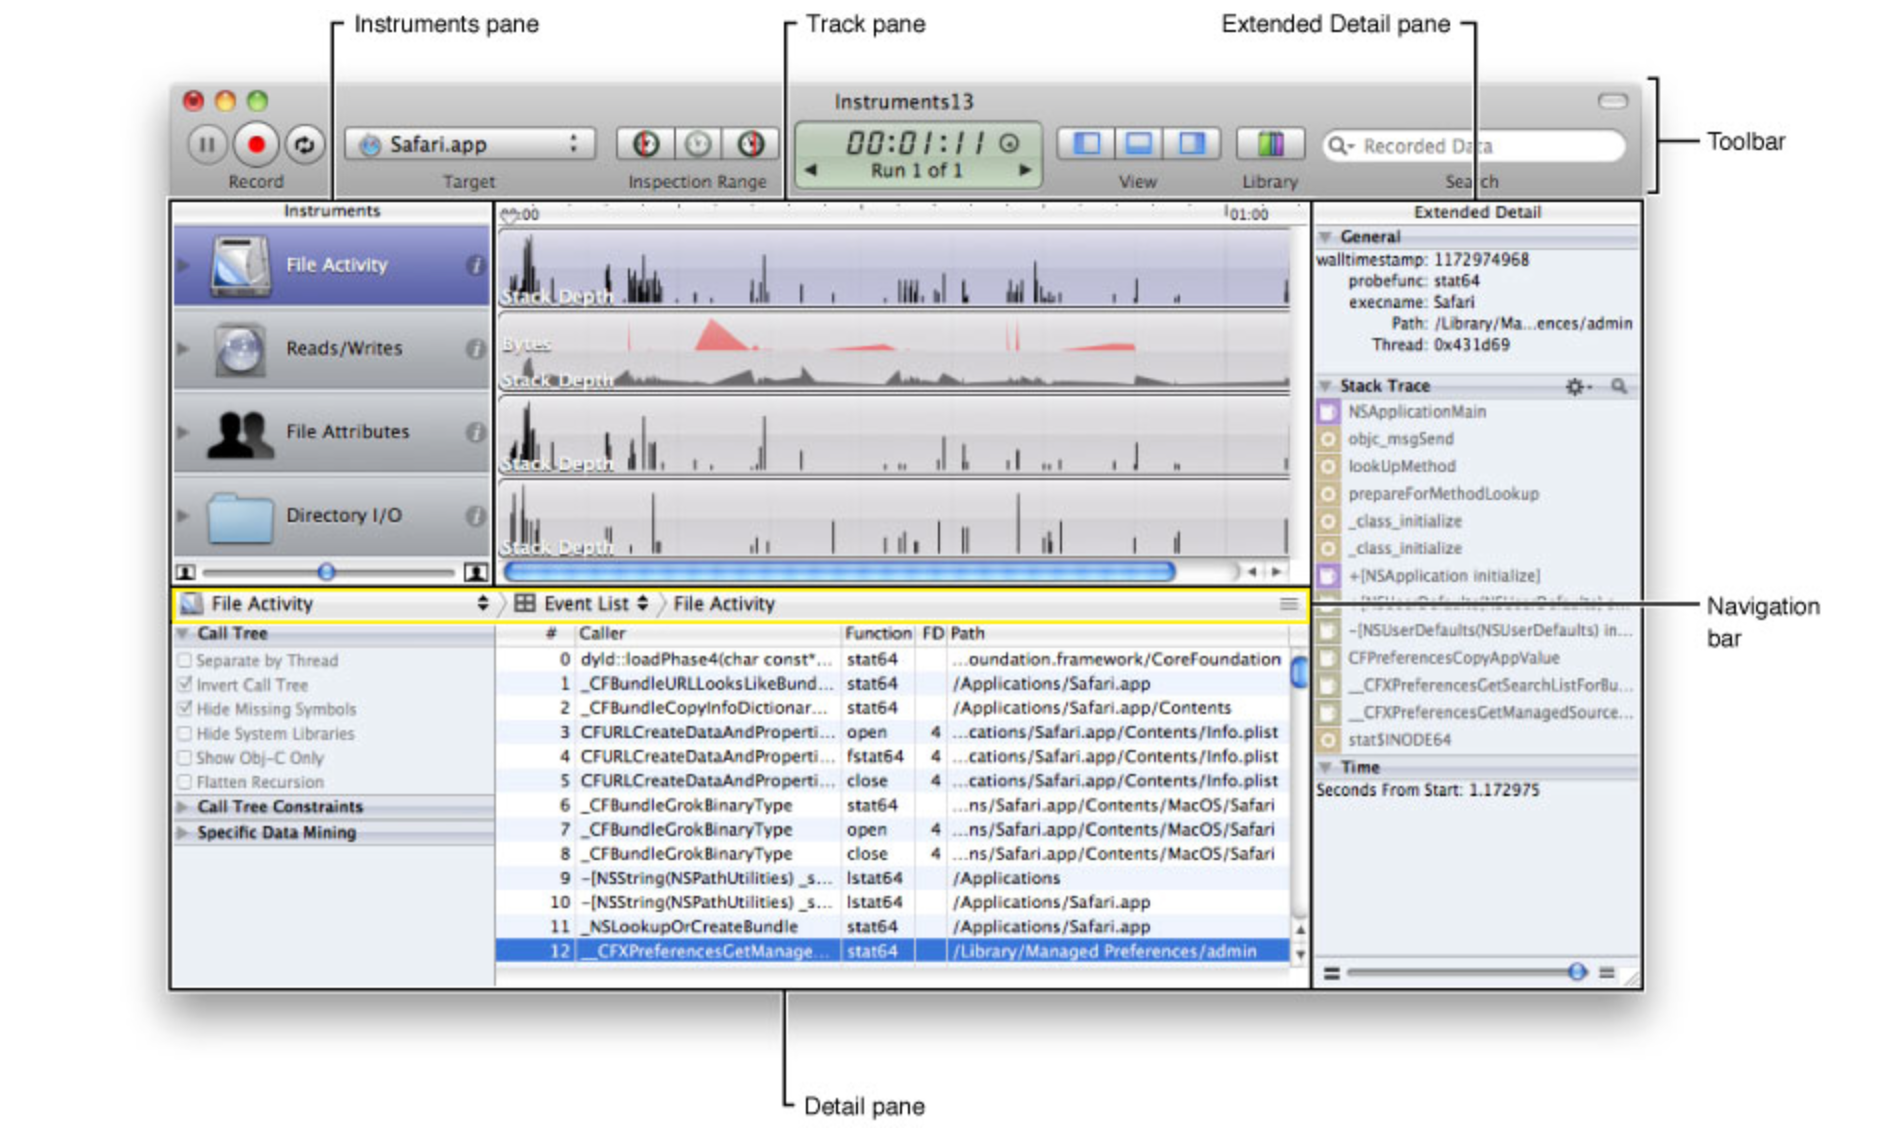 Instruments pane
Track pane
Extended Detail pane
Instruments13
Safari.app
00:01:11
Run 1 of 1
Recorded Data
Toolbar
Record
Target
Inspection Range
View
Library
Search
Instruments
00:00
01:00
Extended Detail
File Activity
Stack Depth
Reads/Writes
Bytes
Stack Depth
File Attributes
Stack Depth
Directory I/O
Stack Depth
General
walltimestamp: 1172974968
probefunc: stat64
execname: Safari
Path: /Library/Ma...ences/admin
Thread: 0x431d69
Stack Trace
NSApplicationMain
objc_msgSend
lookUpMethod
prepareForMethodLookup
_class_initialize
_class_initialize
+[NSApplication initialize]
-[NSUserDefaults(NSUserDefaults) in...
CFPreferencesCopyAppValue
__CFXPreferencesGetSearchListForBu...
__CFXPreferencesGetManagedSource...
stat$INODE64
Time
Seconds From Start: 1.172975
Navigation
bar
File Activity
Event List
File Activity
Call Tree
Separate by Thread
Invert Call Tree
Hide Missing Symbols
Hide System Libraries
Show Obj-C Only
Flatten Recursion
Call Tree Constraints
Specific Data Mining
# Caller Function FD Path
0 dyld::loadPhase4(char const*... stat64 ...oundation.framework/CoreFoundation
1 _CFBundleURLLooksLikeBund... stat64 /Applications/Safari.app
2 _CFBundleCopyInfoDictionar... stat64 /Applications/Safari.app/Contents
3 CFURLCreateDataAndProperti... open 4 ...cations/Safari.app/Contents/Info.plist
4 CFURLCreateDataAndProperti... fstat64 4 ...cations/Safari.app/Contents/Info.plist
5 CFURLCreateDataAndProperti... close 4 ...cations/Safari.app/Contents/Info.plist
6 _CFBundleGrokBinaryType stat64 ...ns/Safari.app/Contents/MacOS/Safari
7 _CFBundleGrokBinaryType open 4 ...ns/Safari.app/Contents/MacOS/Safari
8 _CFBundleGrokBinaryType close 4 ...ns/Safari.app/Contents/MacOS/Safari
9 -[NSString(NSPathUtilities) _s... lstat64 /Applications
10 -[NSString(NSPathUtilities) _s... lstat64 /Applications/Safari.app
11 _NSLookupOrCreateBundle stat64 /Applications/Safari.app
12 __CFXPreferencesGetManage... stat64 /Library/Managed Preferences/admin
Detail pane